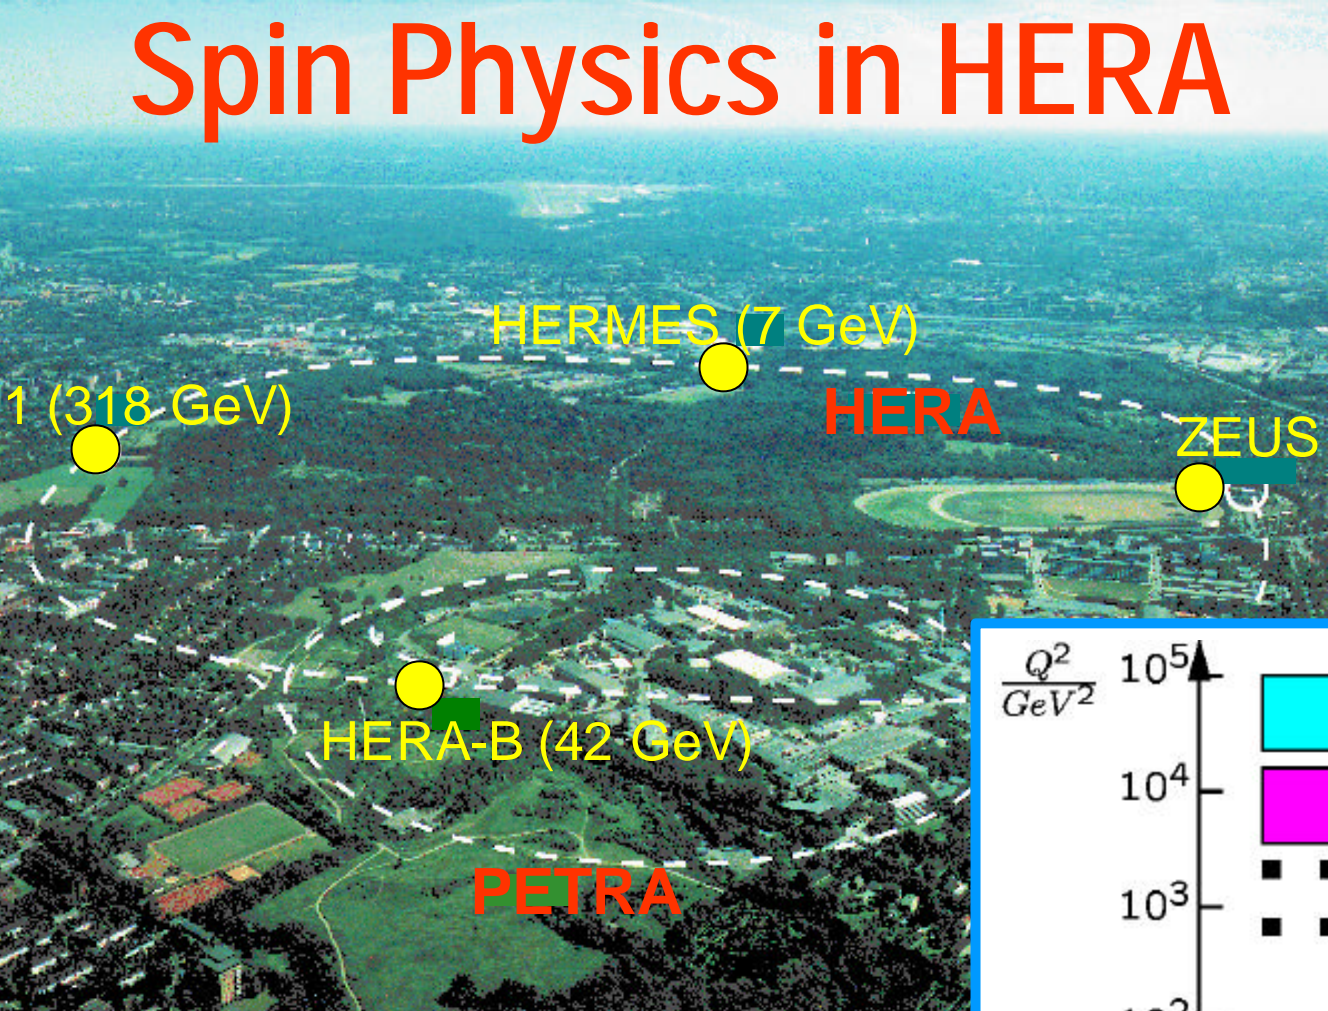 Spin Physics in HERA
HERMES (7 GeV)
1 (318 GeV)
HERA
ZEUS
HERA-B (42 GeV)
PETRA
Q²
GeV²
10⁵
10⁴
10³